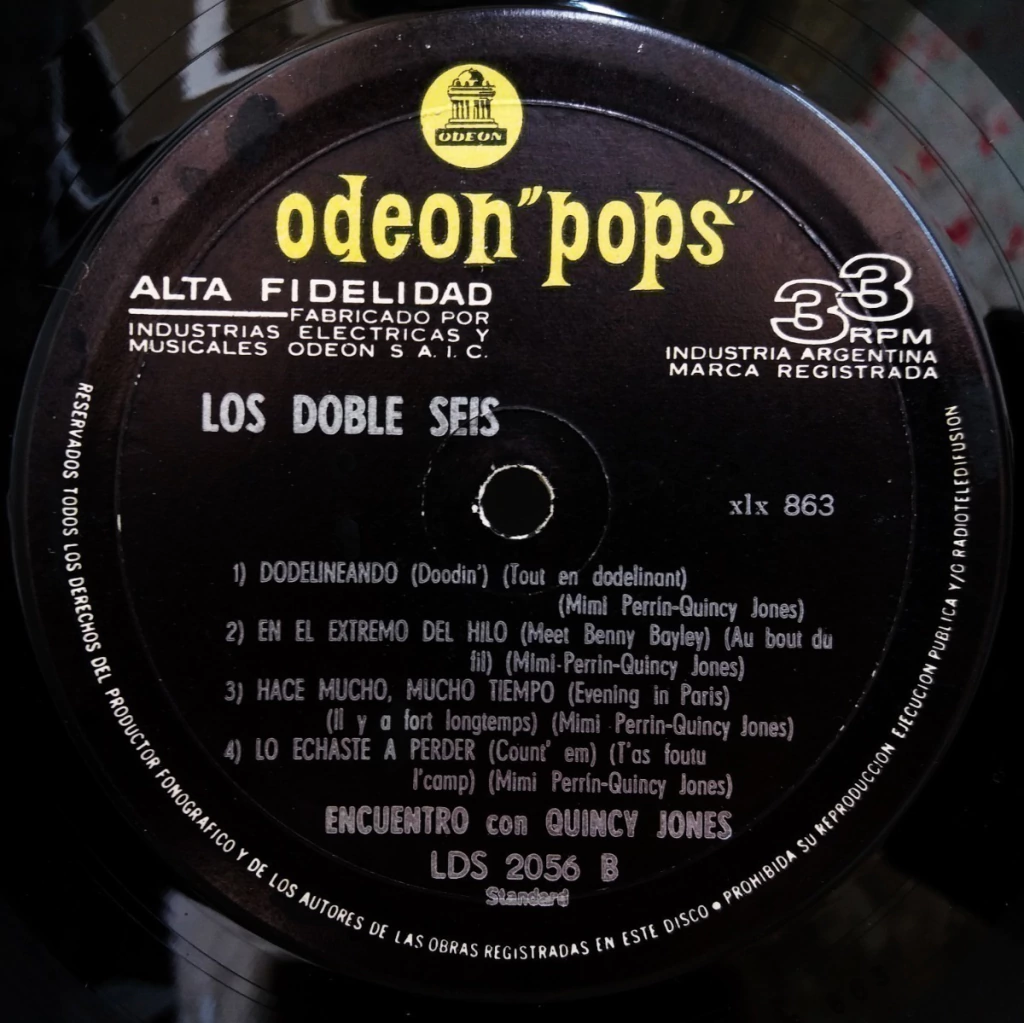 ODEON
odeon "pops"
ALTA FIDELIDAD
FABRICADO POR
INDUSTRIAS ELECTRICAS Y
MUSICALES ODEON S A. I. C.
33
RPM
INDUSTRIA ARGENTINA
MARCA REGISTRADA
LOS DOBLE SEIS
xlx 863
1) DODELINEANDO (Doodin') (Tout en dodelinant)
(Mimi Perrin-Quincy Jones)
2) EN EL EXTREMO DEL HILO (Meet Benny Bayley) (Au bout du
fil) (Mimi-Perrin-Quincy Jones)
3) HACE MUCHO, MUCHO TIEMPO (Evening in Paris)
(Il y a fort longtemps) (Mimi Perrin-Quincy Jones)
4) LO ECHASTE A PERDER (Count' em) (T'as foutu
l'camp) (Mimi Perrin-Quincy Jones)
ENCUENTRO con QUINCY JONES
LDS 2056 B
Standard
RESERVADOS TODOS LOS DERECHOS DEL PRODUCTOR FONOGRAFICO Y DE LOS AUTORES DE LAS OBRAS REGISTRADAS EN ESTE DISCO • PROHIBIDA SU REPRODUCCION EJECUCION PUBLICA Y/O RADIOTELEDIFUSION